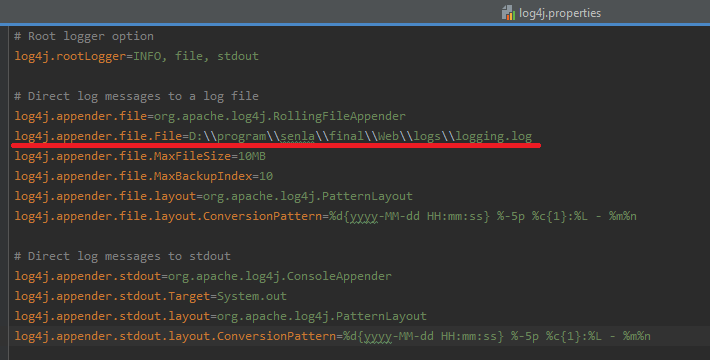 log4j.properties
# Root logger option
log4j.rootLogger=INFO, file, stdout
# Direct log messages to a log file
log4j.appender.file=org.apache.log4j.RollingFileAppender
log4j.appender.file.File=D:\\program\\senla\\final\\Web\\logs\\logging.log
log4j.appender.file.MaxFileSize=10MB
log4j.appender.file.MaxBackupIndex=10
log4j.appender.file.layout=org.apache.log4j.PatternLayout
log4j.appender.file.layout.ConversionPattern=%d{yyyy-MM-dd HH:mm:ss} %-5p %c{1}:%L - %m%n
# Direct log messages to stdout
log4j.appender.stdout=org.apache.log4j.ConsoleAppender
log4j.appender.stdout.Target=System.out
log4j.appender.stdout.layout=org.apache.log4j.PatternLayout
log4j.appender.stdout.layout.ConversionPattern=%d{yyyy-MM-dd HH:mm:ss} %-5p %c{1}:%L - %m%n